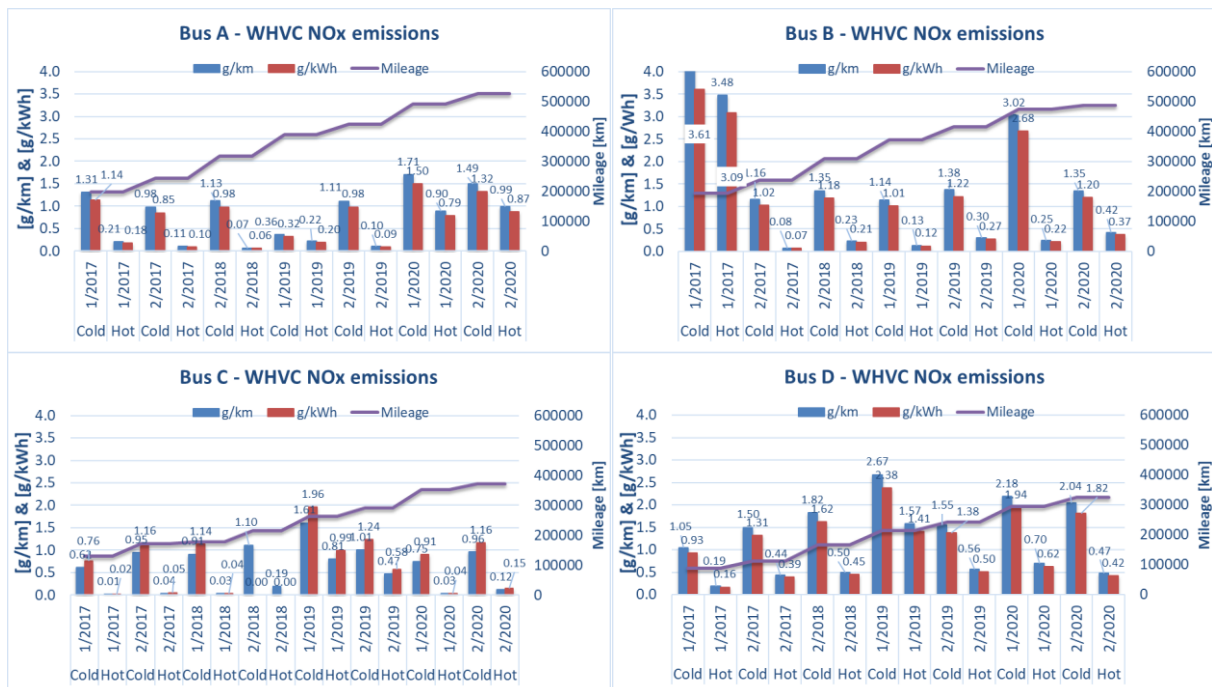 Bus A - WHVC NOx emissions
g/km g/kWh Mileage
[g/km] & [g/kWh]
4.0
3.5
3.0
2.5
2.0
1.5
1.0
0.5
0.0
600000
500000
400000
300000
200000
100000
0
Mileage [km]
1.31 1.14 0.21 0.18 0.98 0.85 0.11 0.10 1.13 0.98 0.07 0.06 0.36 0.32 0.22 0.20 1.11 0.98 0.10 0.09 1.71 1.50 0.90 0.79 1.49 1.32 0.99 0.87
1/2017 1/2017 2/2017 2/2017 2/2018 2/2018 1/2019 1/2019 2/2019 2/2019 1/2020 1/2020 2/2020 2/2020
Cold Hot Cold Hot Cold Hot Cold Hot Cold Hot Cold Hot Cold Hot
Bus B - WHVC NOx emissions
g/km g/kWh Mileage
[g/km] & [g/Wh]
4.0
3.5
3.0
2.5
2.0
1.5
1.0
0.5
0.0
600000
500000
400000
300000
200000
100000
0
Mileage [km]
3.61 3.48 3.09 1.16 1.02 0.08 0.07 1.35 1.18 0.23 0.21 1.14 1.01 0.13 0.12 1.38 1.22 0.30 0.27 3.02 2.68 0.25 0.22 1.35 1.20 0.42 0.37
1/2017 1/2017 2/2017 2/2017 2/2018 2/2018 1/2019 1/2019 2/2019 2/2019 1/2020 1/2020 2/2020 2/2020
Cold Hot Cold Hot Cold Hot Cold Hot Cold Hot Cold Hot Cold Hot
Bus C - WHVC NOx emissions
g/km g/kWh Mileage
[g/km] & [g/kWh]
4.0
3.5
3.0
2.5
2.0
1.5
1.0
0.5
0.0
600000
500000
400000
300000
200000
100000
0
Mileage [km]
0.76 0.01 0.02 0.95 1.16 0.04 0.05 0.91 1.14 0.03 0.04 1.10 0.00 0.19 0.00 1.96 0.81 0.99 1.01 1.24 0.47 0.58 0.75 0.91 0.03 0.04 0.96 1.16 0.12 0.15
1/2017 1/2017 2/2017 2/2017 1/2018 1/2018 2/2018 2/2018 1/2019 1/2019 2/2019 2/2019 1/2020 1/2020 2/2020 2/2020
Cold Hot Cold Hot Cold Hot Cold Hot Cold Hot Cold Hot Cold Hot Cold Hot
Bus D - WHVC NOx emissions
g/km g/kWh Mileage
[g/km] & [g/kWh]
4.0
3.5
3.0
2.5
2.0
1.5
1.0
0.5
0.0
600000
500000
400000
300000
200000
100000
0
Mileage [km]
1.05 0.93 0.19 0.16 1.50 1.31 0.44 0.39 1.82 1.62 0.50 0.45 2.67 2.38 1.57 1.41 1.55 1.38 0.56 0.50 2.18 1.94 0.70 0.62 2.04 1.82 0.47 0.42
1/2017 1/2017 2/2017 2/2017 2/2018 2/2018 1/2019 1/2019 2/2019 2/2019 1/2020 1/2020 2/2020 2/2020
Cold Hot Cold Hot Cold Hot Cold Hot Cold Hot Cold Hot Cold Hot